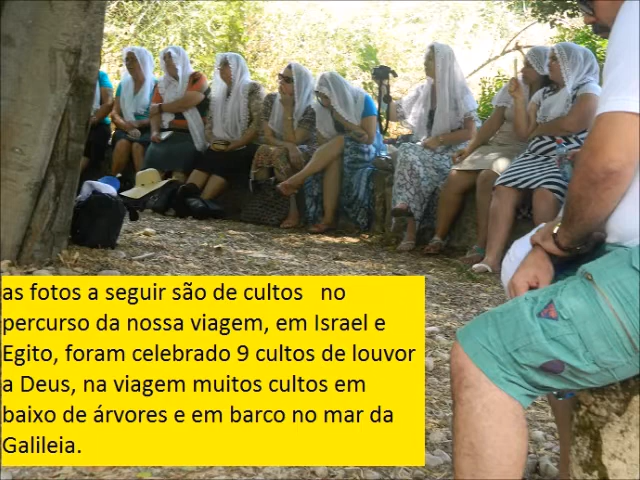 as fotos a seguir são de cultos   no
percurso da nossa viagem, em Israel e
Egito, foram celebrado 9 cultos de louvor
a Deus, na viagem muitos cultos em
baixo de árvores e em barco no mar da
Galileia.